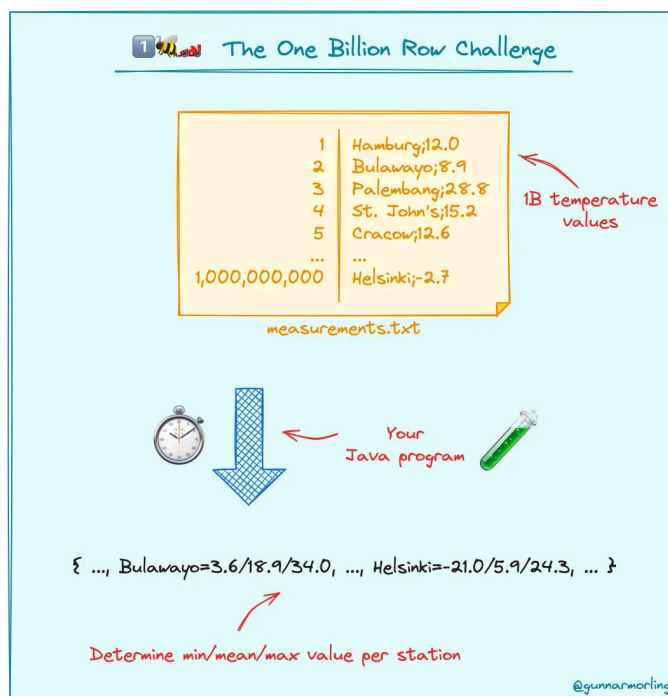 1 The One Billion Row Challenge
1 Hamburg;12.0
2 Bulawayo;8.9
3 Palembang;28.8
4 St. John's;15.2
5 Cracow;12.6
... ...
1,000,000,000 Helsinki;-2.7
1B temperature
values
measurements.txt
Your
Java program
{ ..., Bulawayo=3.6/18.9/34.0, ..., Helsinki=-21.0/5.9/24.3, ... }
Determine min/mean/max value per station
@gunnarmorling